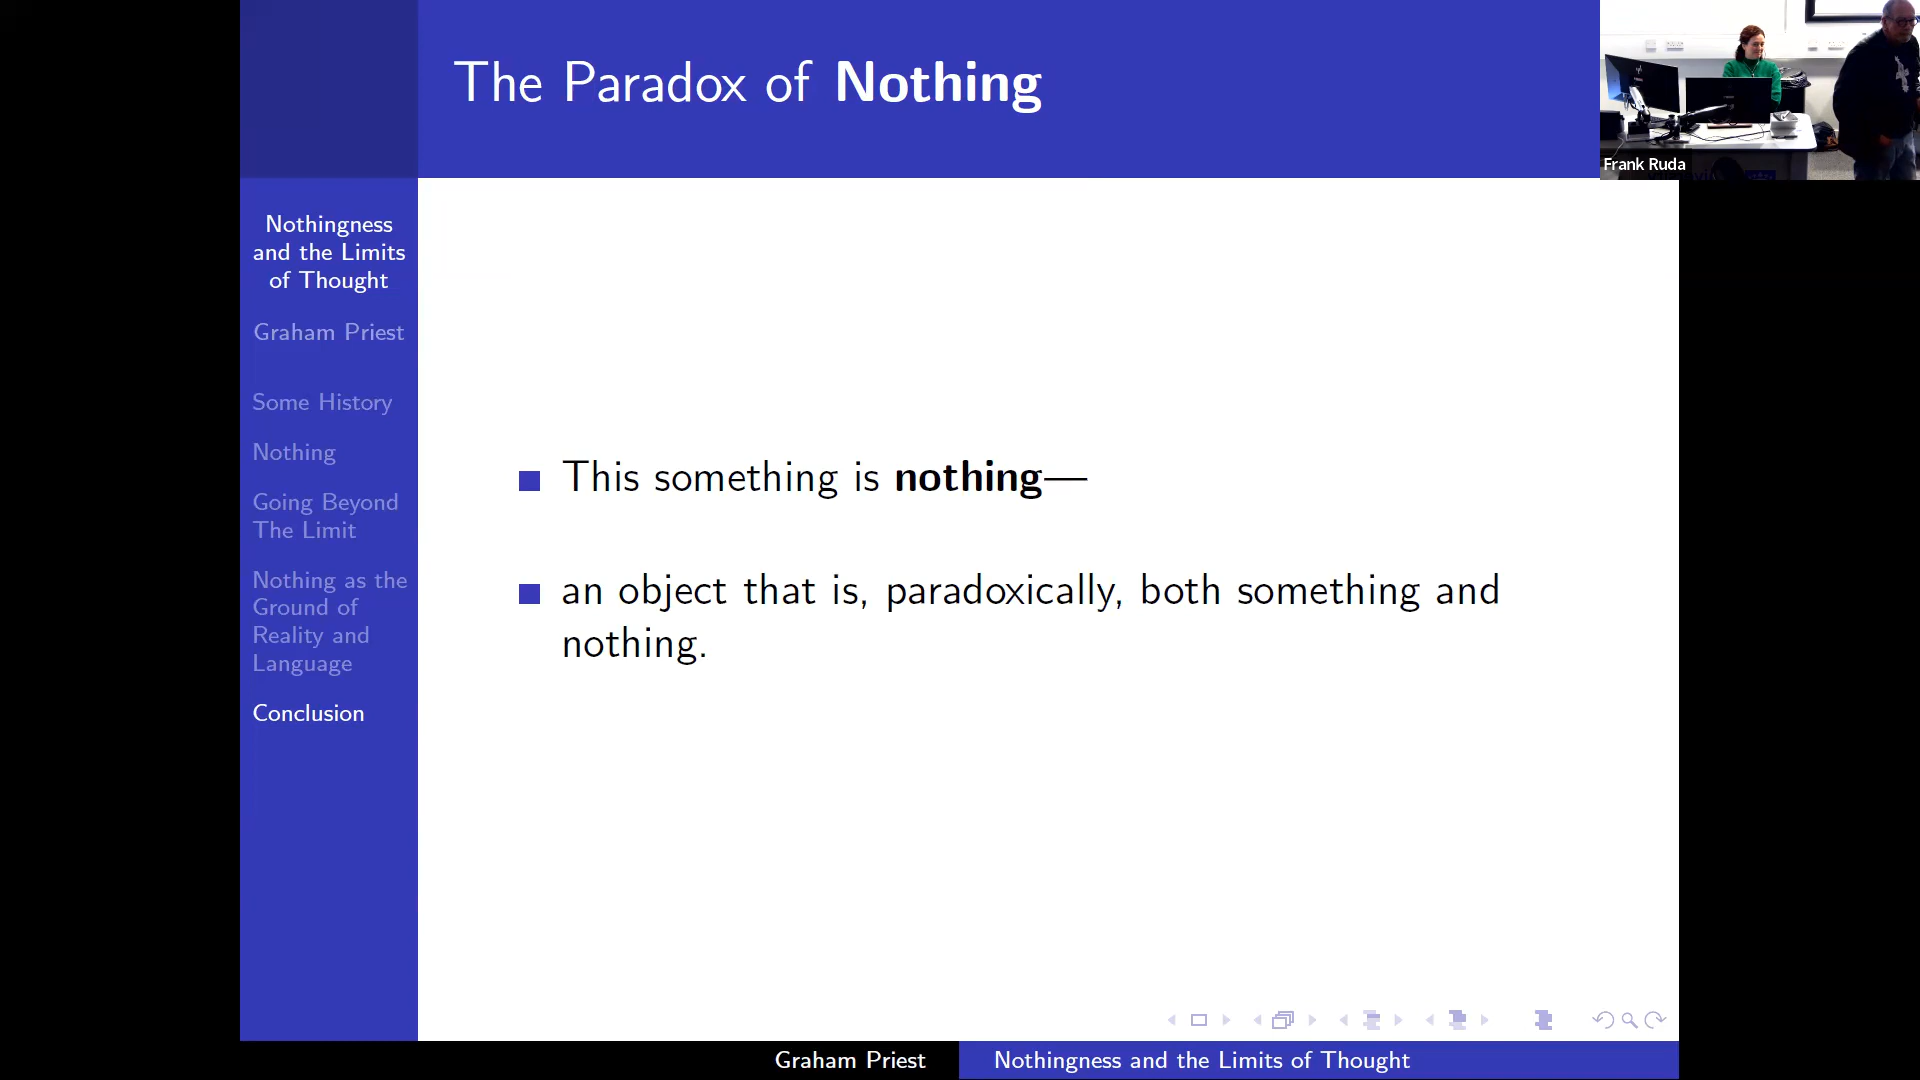 The Paradox of Nothing
Frank Ruda
Nothingness
and the Limits
of Thought
Graham Priest
Some History
Nothing
Going Beyond
The Limit
Nothing as the
Ground of
Reality and
Language
Conclusion
This something is nothing—
an object that is, paradoxically, both something and
nothing.
Graham Priest
Nothingness and the Limits of Thought